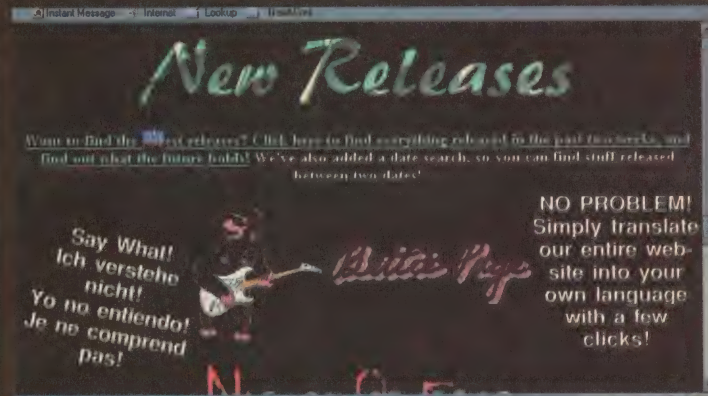 Instant Message Internet Lookup
New Releases
Want to find the est releases? Click here to find everything released in the past two weeks, and
find out what the future holds! We've also added a date search, so you can find stuff released
between two dates!
Say What!
Ich verstehe
nicht!
Yo no entiendo!
Je ne comprend
pas!
Page
NO PROBLEM!
Simply translate
our entire web-
site into your
own language
with a few
clicks!